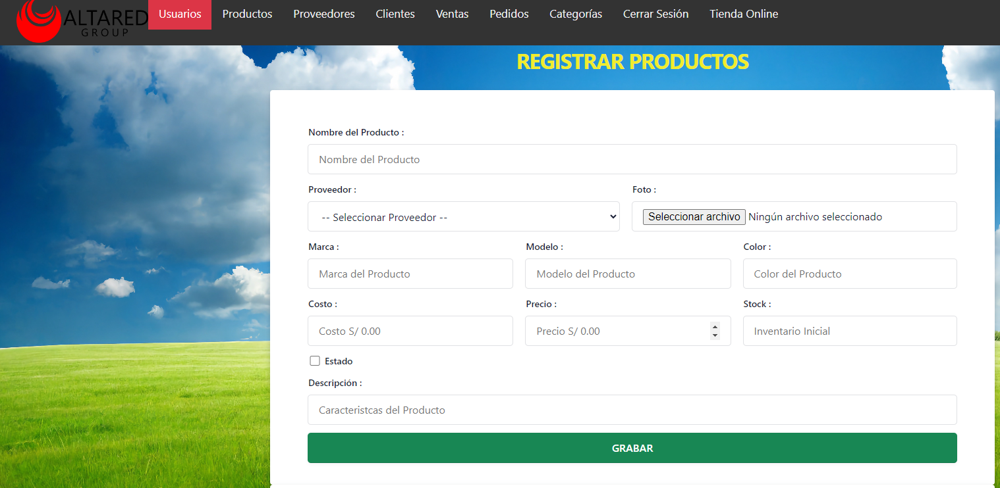 ALTARED
GROUP
Usuarios Productos Proveedores Clientes Ventas Pedidos Categorías Cerrar Sesión Tienda Online
REGISTRAR PRODUCTOS
Nombre del Producto :
Nombre del Producto
Proveedor : Foto :
-- Seleccionar Proveedor -- Seleccionar archivo Ningún archivo seleccionado
Marca : Modelo : Color :
Marca del Producto Modelo del Producto Color del Producto
Costo : Precio : Stock :
Costo S/ 0.00 Precio S/ 0.00 Inventario Inicial
Estado
Descripción :
Caracteristcas del Producto
GRABAR